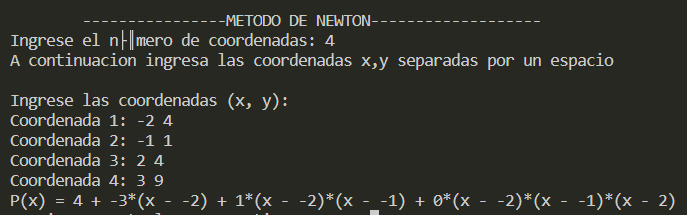 ----------------METODO DE NEWTON------------------
Ingrese el n├║mero de coordenadas: 4
A continuacion ingresa las coordenadas x,y separadas por un espacio
Ingrese las coordenadas (x, y):
Coordenada 1: -2 4
Coordenada 2: -1 1
Coordenada 3: 2 4
Coordenada 4: 3 9
P(x) = 4 + -3*(x - -2) + 1*(x - -2)*(x - -1) + 0*(x - -2)*(x - -1)*(x - 2)